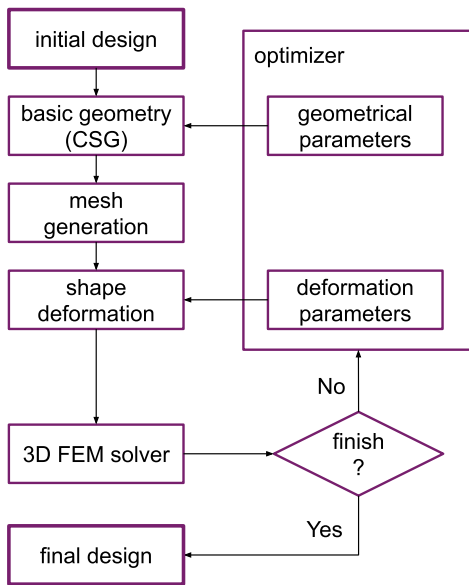 initial design
optimizer
basic geometry
(CSG)
geometrical
parameters
mesh
generation
shape
deformation
deformation
parameters
No
3D FEM solver
finish
?
Yes
final design